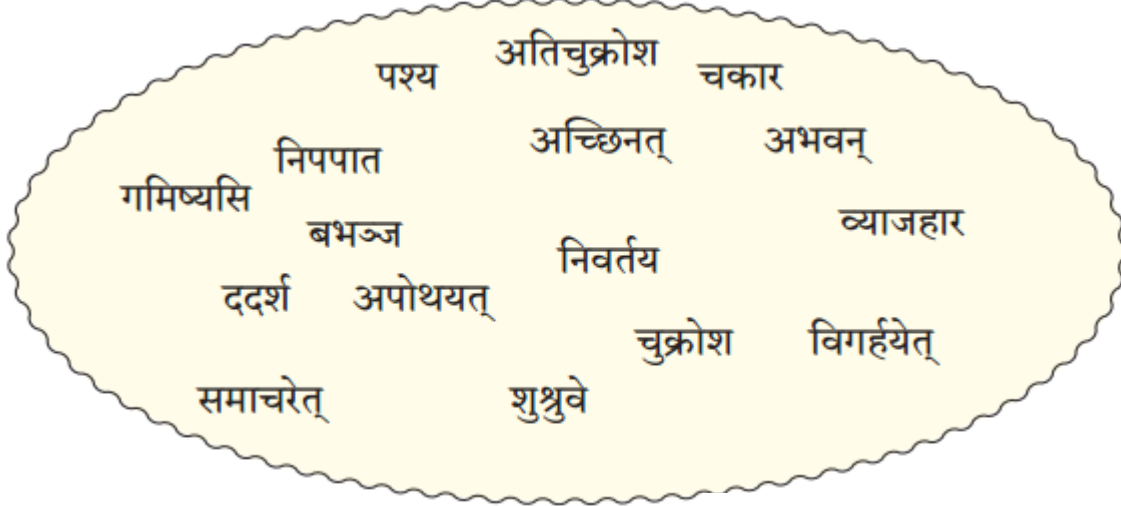 अतिचुक्रोश
पश्य चकार
अच्छिनत् अभवन्
निपपात
गमिष्यसि
व्याजहार
बभञ्ज
निवर्तय
ददर्श अपोथयत्
चुक्रोश विगर्हयेत्
समाचरेत् शुश्रुवे